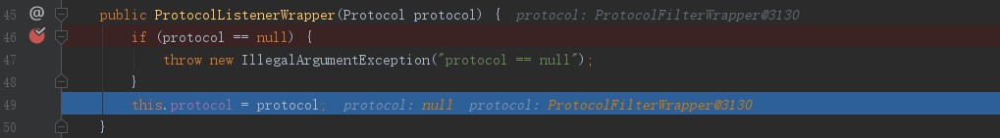 45 @ public ProtocolListenerWrapper(Protocol protocol) { protocol: ProtocolFilterWrapper@3130
46 if (protocol == null) {
47 throw new IllegalArgumentException("protocol == null");
48 }
49 this.protocol = protocol; protocol: null protocol: ProtocolFilterWrapper@3130
50 }